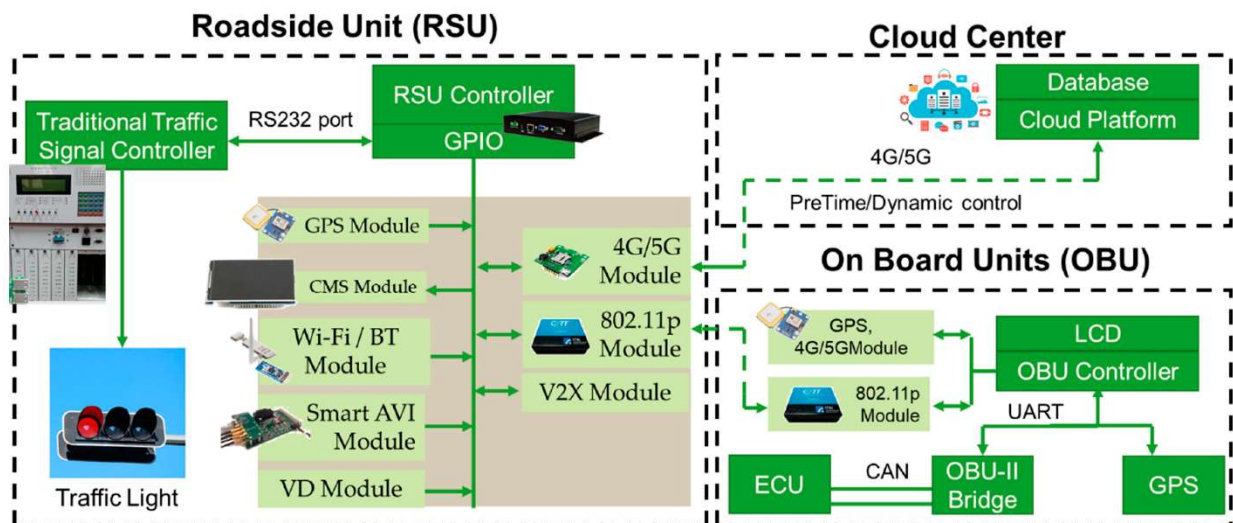 Roadside Unit (RSU)
RSU Controller
GPIO
RS232 port
Traditional Traffic
Signal Controller
GPS Module
CMS Module
Wi-Fi / BT
Module
Smart AVI
Module
VD Module
4G/5G
Module
802.11p
Module
V2X Module
Traffic Light
Cloud Center
Database
Cloud Platform
4G/5G
PreTime/Dynamic control
On Board Units (OBU)
GPS,
4G/5GModule
802.11p
Module
LCD
OBU Controller
UART
ECU
CAN
OBU-II
Bridge
GPS